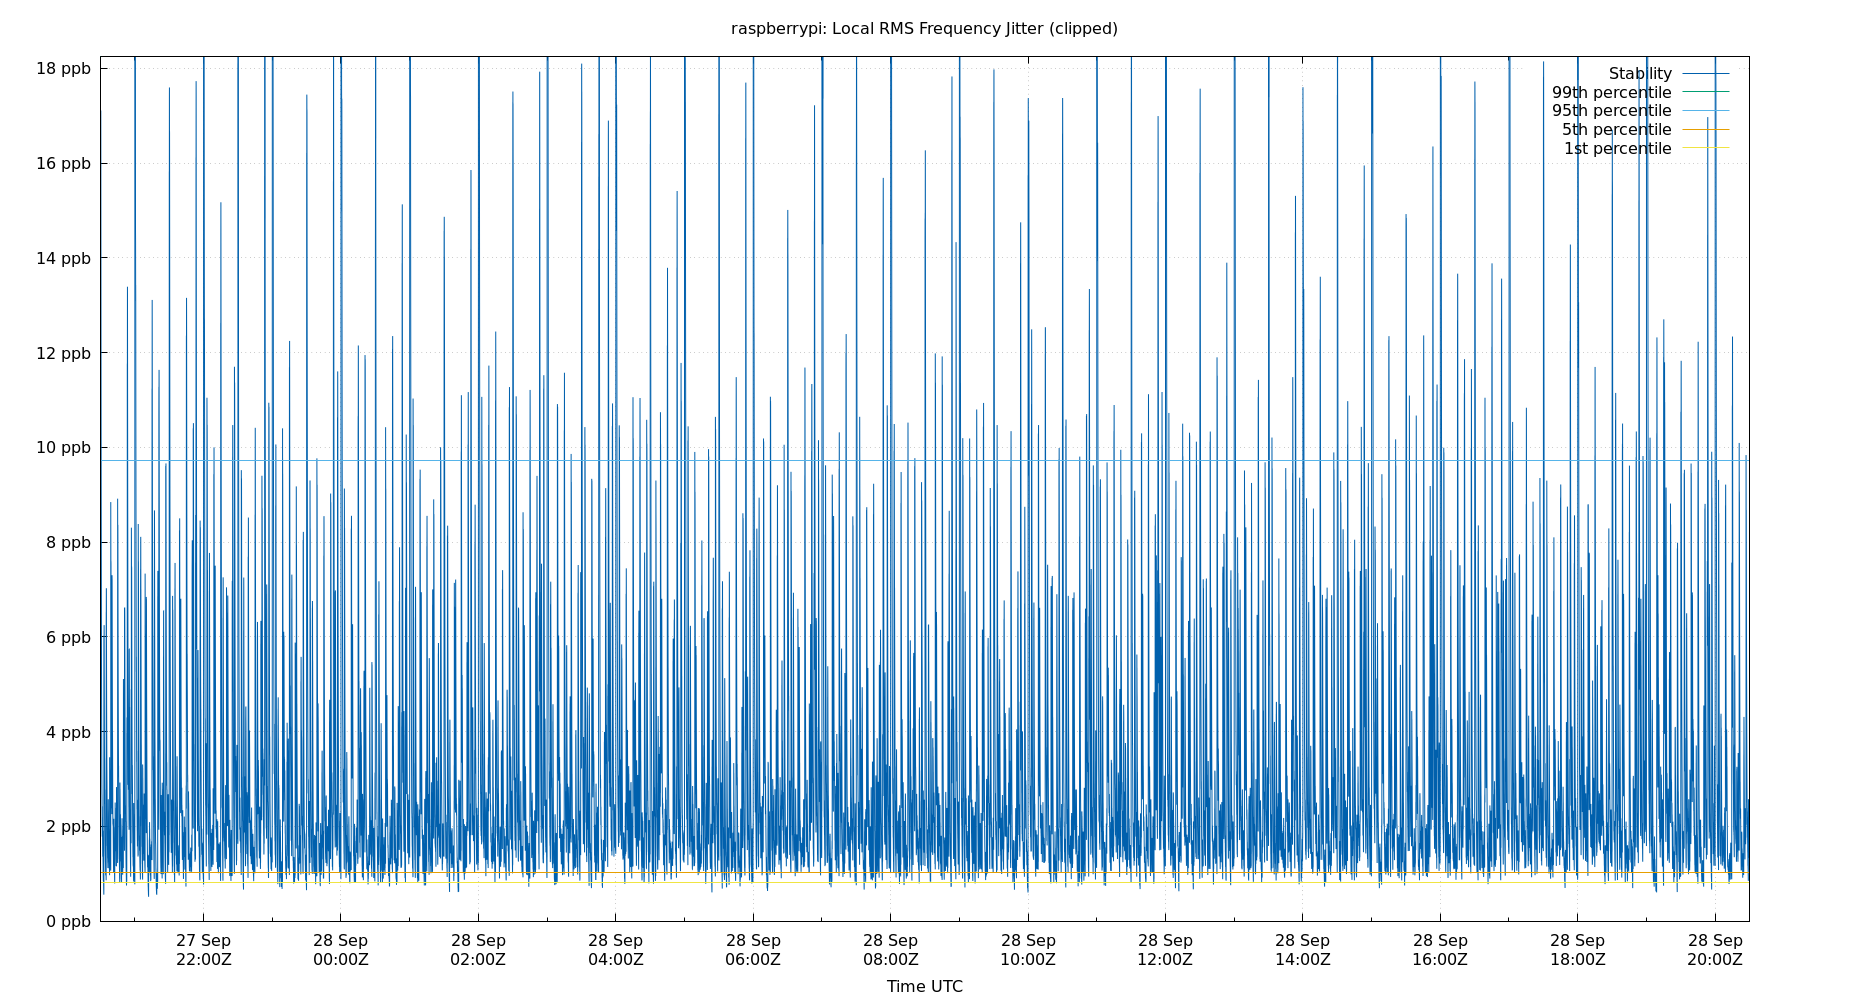 raspberrypi: Local RMS Frequency Jitter (clipped)
18 ppb
16 ppb
14 ppb
12 ppb
10 ppb
8 ppb
6 ppb
4 ppb
2 ppb
0 ppb
Stability
99th percentile
95th percentile
5th percentile
1st percentile
27 Sep 28 Sep 28 Sep 28 Sep 28 Sep 28 Sep 28 Sep 28 Sep 28 Sep 28 Sep 28 Sep 28 Sep
22:00Z 00:00Z 02:00Z 04:00Z 06:00Z 08:00Z 10:00Z 12:00Z 14:00Z 16:00Z 18:00Z 20:00Z
Time UTC